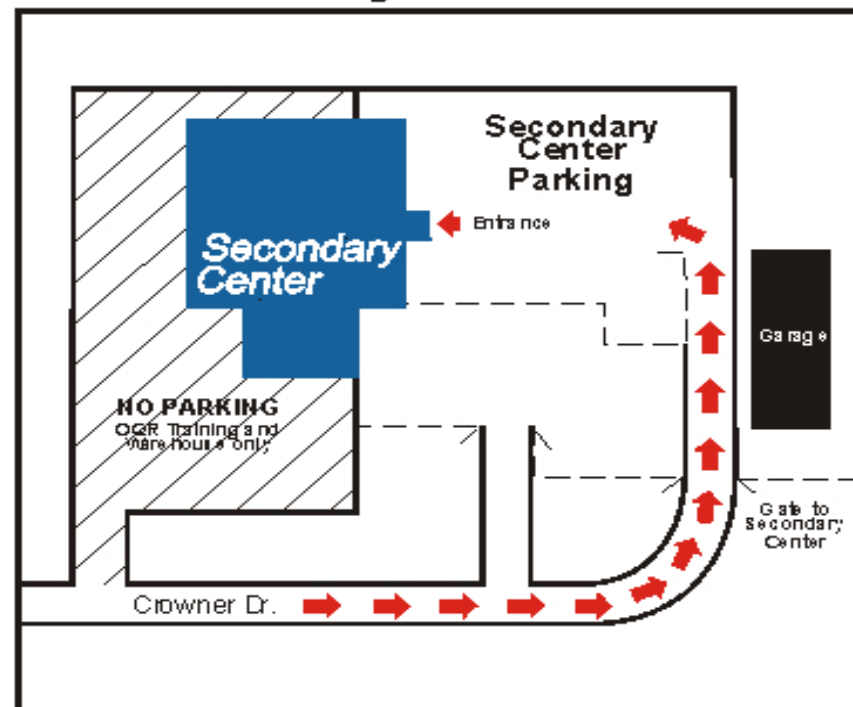 Secondary
Center
Parking
Entrance
Secondary
Center
Garage
NO PARKING
OGR Training and
Warehouse only
Gate to
Secondary
Center
Crowner Dr.